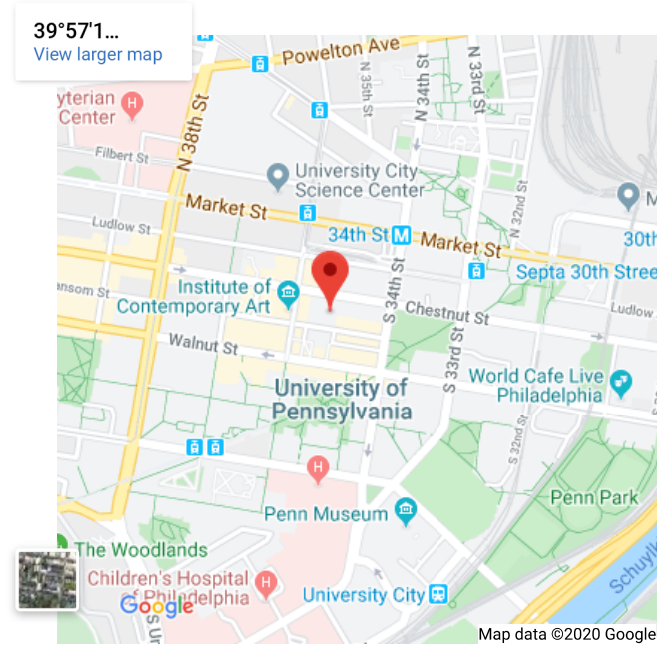 39°57'1...
View larger map
Powelton Ave
N 38th St
N 35th St
N 34th St
N 33rd St
yterian
Center
H
Filbert St
University City
Science Center
N 32nd St
M
Market St
34th St M
Market St
30th
Septa 30th Stree
Ludlow St
ansom St
Institute of
Contemporary Art
S 34th St
Chestnut St
Ludlow
Walnut St
S 33rd St
University of
Pennsylvania
World Cafe Live
Philadelphia
S 32nd St
H
Penn Museum
Penn Park
The Woodlands
Children's Hospital
of Philadelphia
H
Google
University City
Schuylk
S Un
Map data ©2020 Google